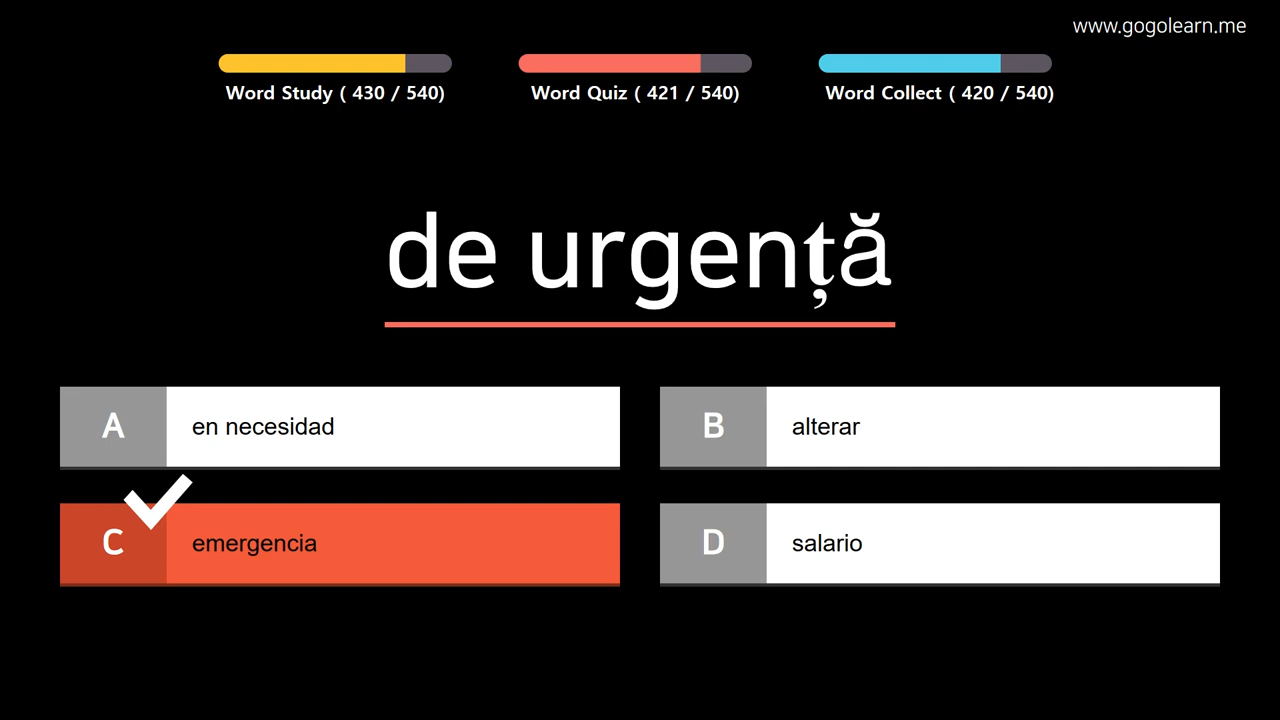 www.gogolearn.me
Word Study ( 430 / 540)
Word Quiz ( 421 / 540)
Word Collect ( 420 / 540)
de urgență
A en necesidad
B alterar
C emergencia
D salario